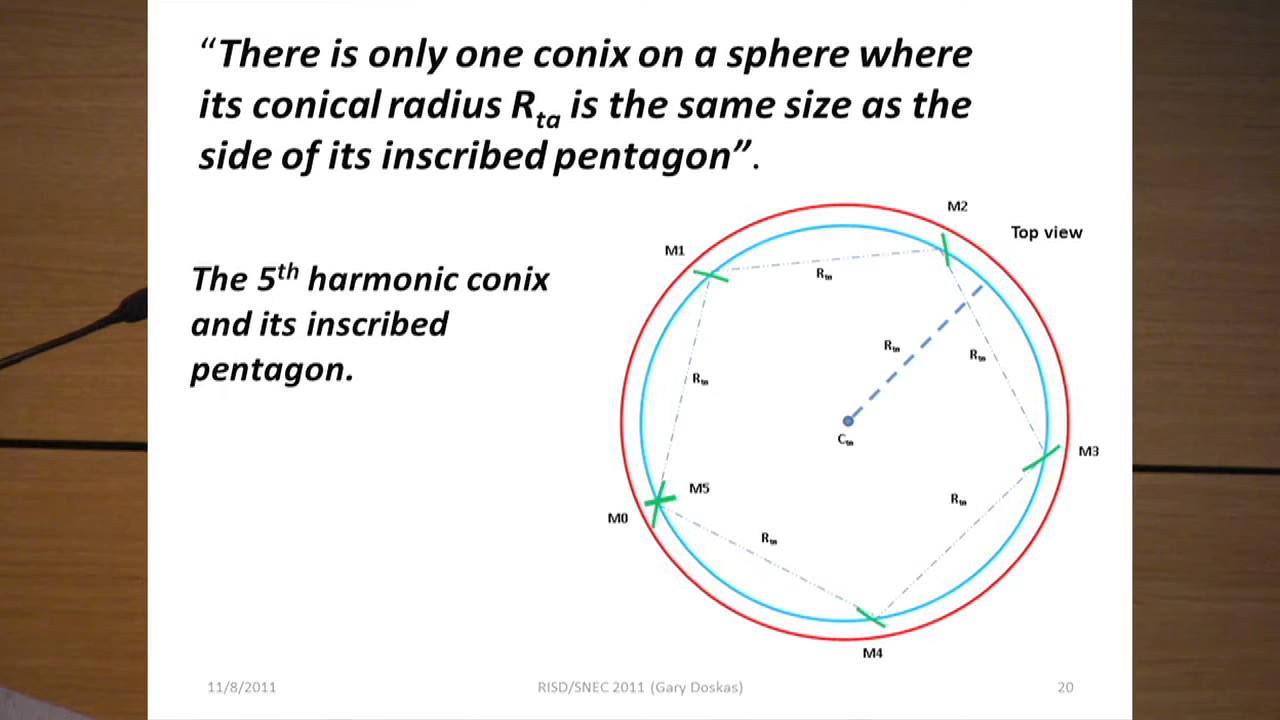 “There is only one conix on a sphere where
its conical radius Rta is the same size as the
side of its inscribed pentagon”.
The 5th harmonic conix
and its inscribed
pentagon.
Top view
M2
M1
Rta
Rta
Rta
Rta
Cta
M3
M5
Rta
M0
Rta
M4
11/8/2011
RISD/SNEC 2011 (Gary Doskas)
20